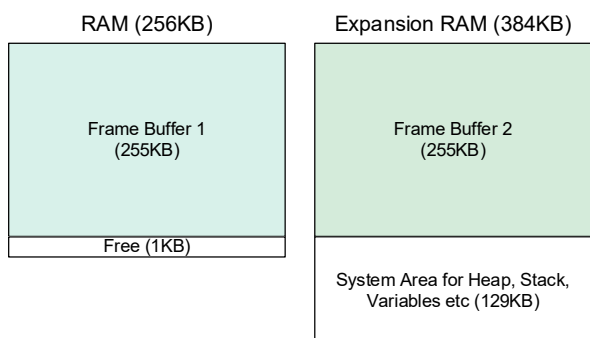 RAM (256KB)
Expansion RAM (384KB)
Frame Buffer 1
(255KB)
Frame Buffer 2
(255KB)
Free (1KB)
System Area for Heap, Stack,
Variables etc (129KB)